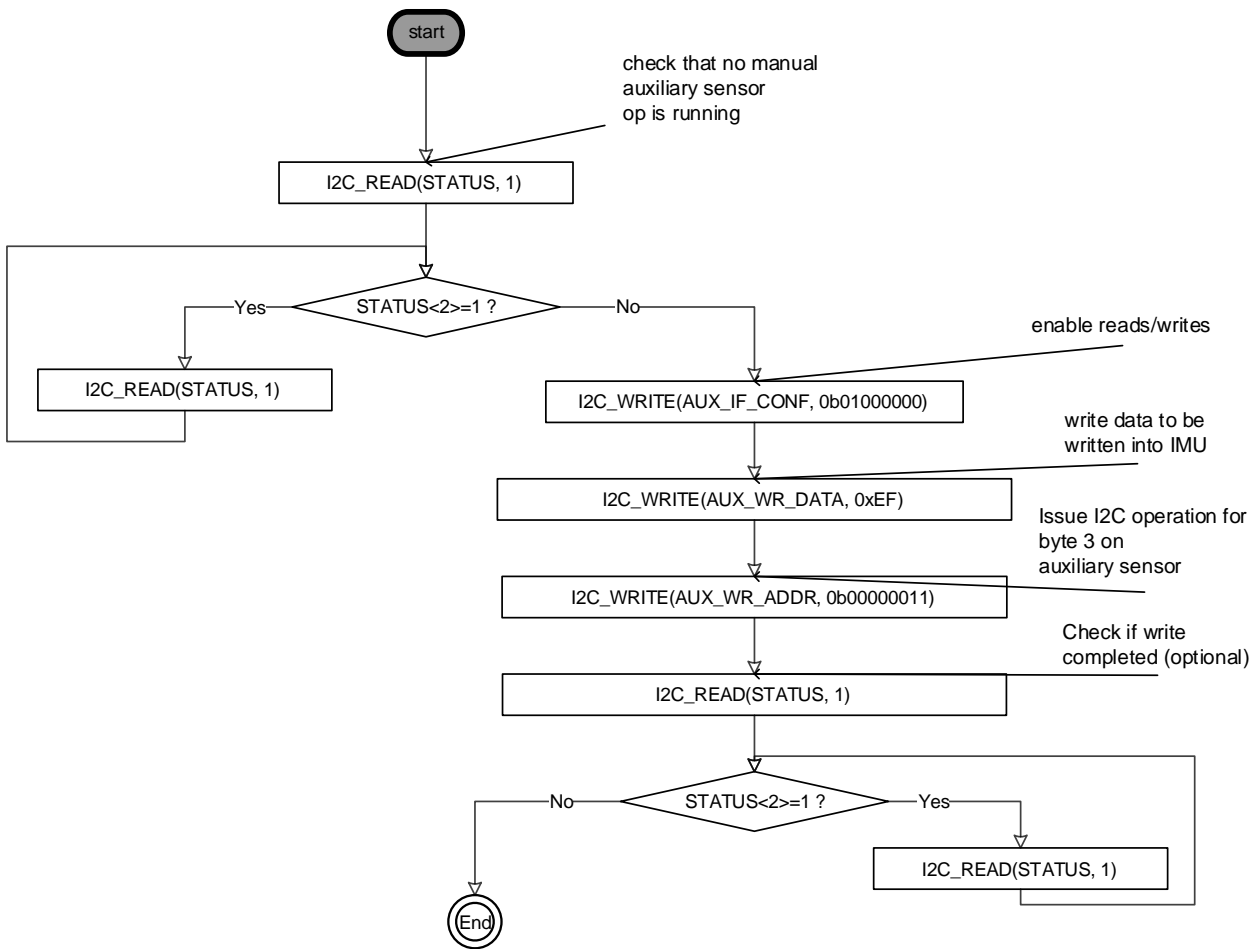 start
check that no manual
auxiliary sensor
op is running
I2C_READ(STATUS, 1)
STATUS<2>=1 ?
Yes
No
I2C_READ(STATUS, 1)
enable reads/writes
I2C_WRITE(AUX_IF_CONF, 0b01000000)
write data to be
written into IMU
I2C_WRITE(AUX_WR_DATA, 0xEF)
Issue I2C operation for
byte 3 on
auxiliary sensor
I2C_WRITE(AUX_WR_ADDR, 0b00000011)
Check if write
completed (optional)
I2C_READ(STATUS, 1)
STATUS<2>=1 ?
No
Yes
I2C_READ(STATUS, 1)
End